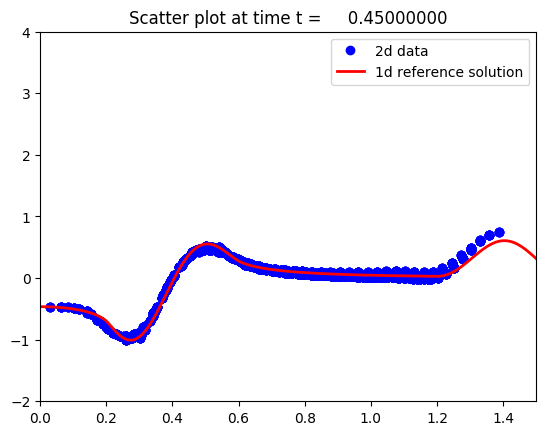 Scatter plot at time t =     0.45000000
2d data
1d reference solution
4
3
2
1
0
−1
−2
0.0 0.2 0.4 0.6 0.8 1.0 1.2 1.4